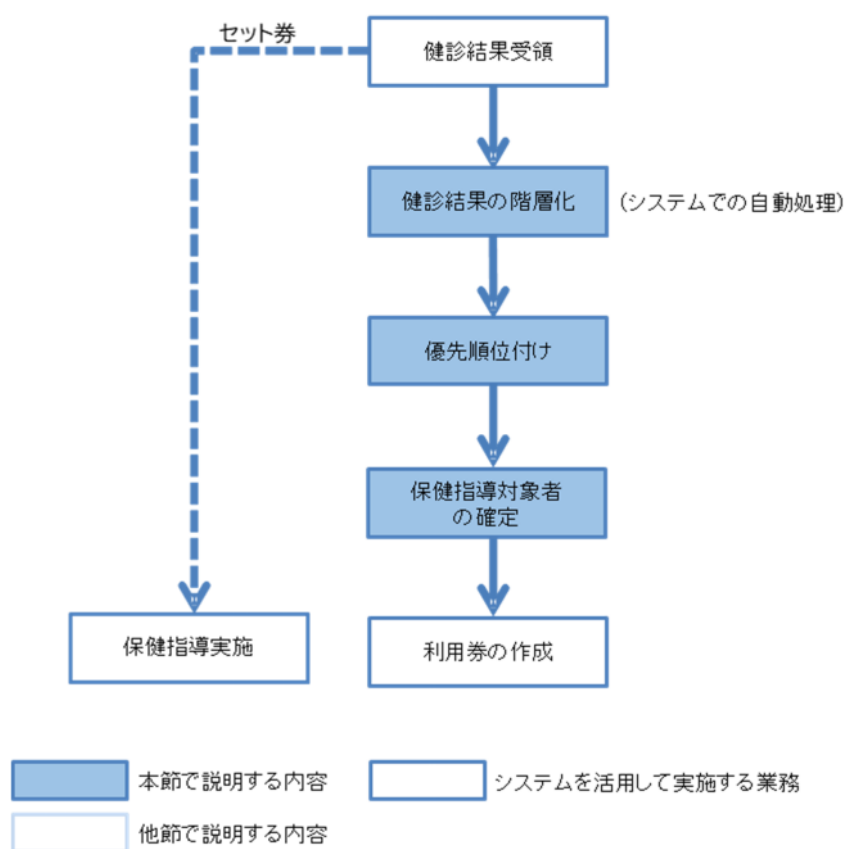 セット券
健診結果受領
健診結果の階層化
(システムでの自動処理)
優先順位付け
保健指導対象者
の確定
保健指導実施
利用券の作成
本節で説明する内容
システムを活用して実施する業務
他節で説明する内容